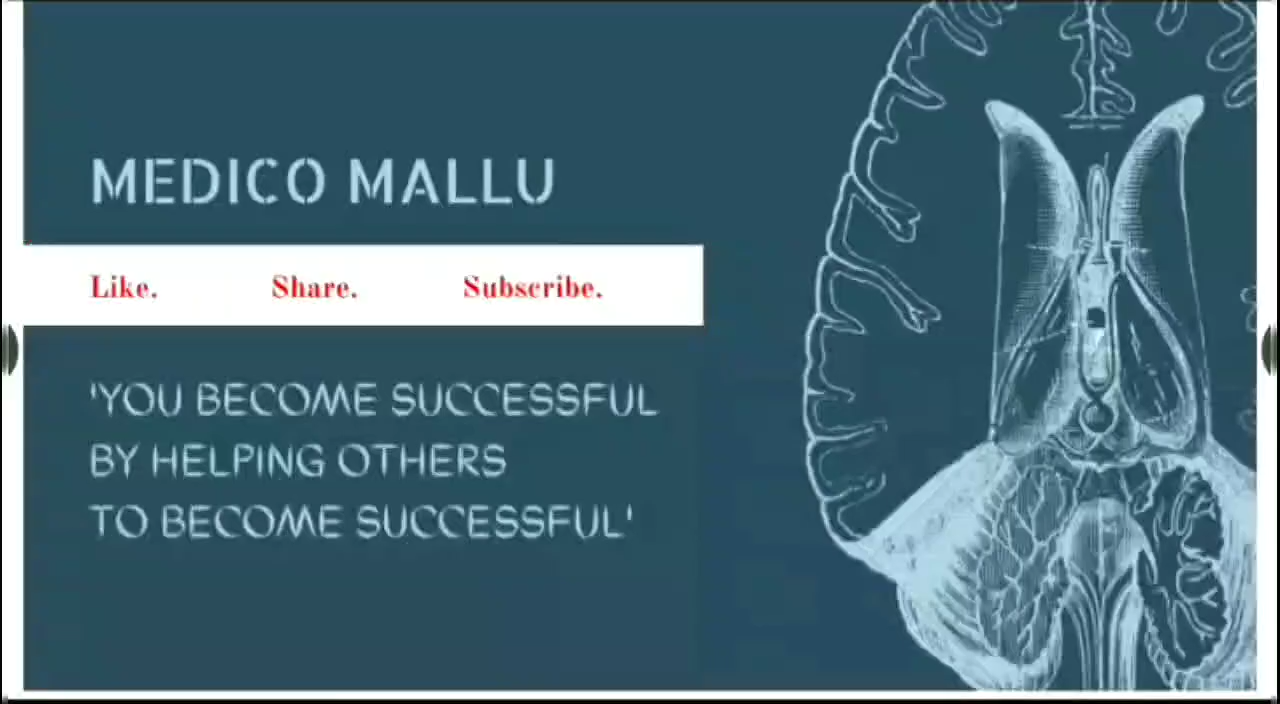 MEDICO MALLU
Like. Share. Subscribe.
'YOU BECOME SUCCESSFUL
BY HELPING OTHERS
TO BECOME SUCCESSFUL'